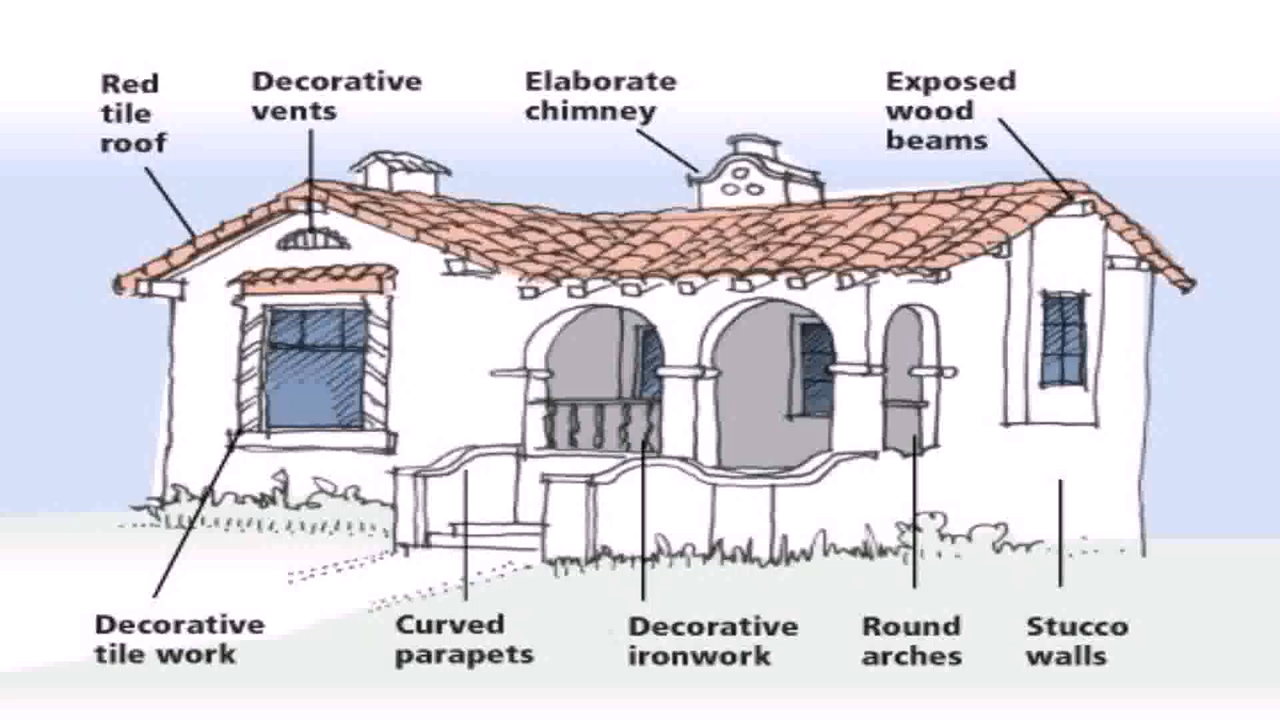 Red
tile
roof
Decorative
vents
Elaborate
chimney
Exposed
wood
beams
Decorative
tile work
Curved
parapets
Decorative
ironwork
Round
arches
Stucco
walls